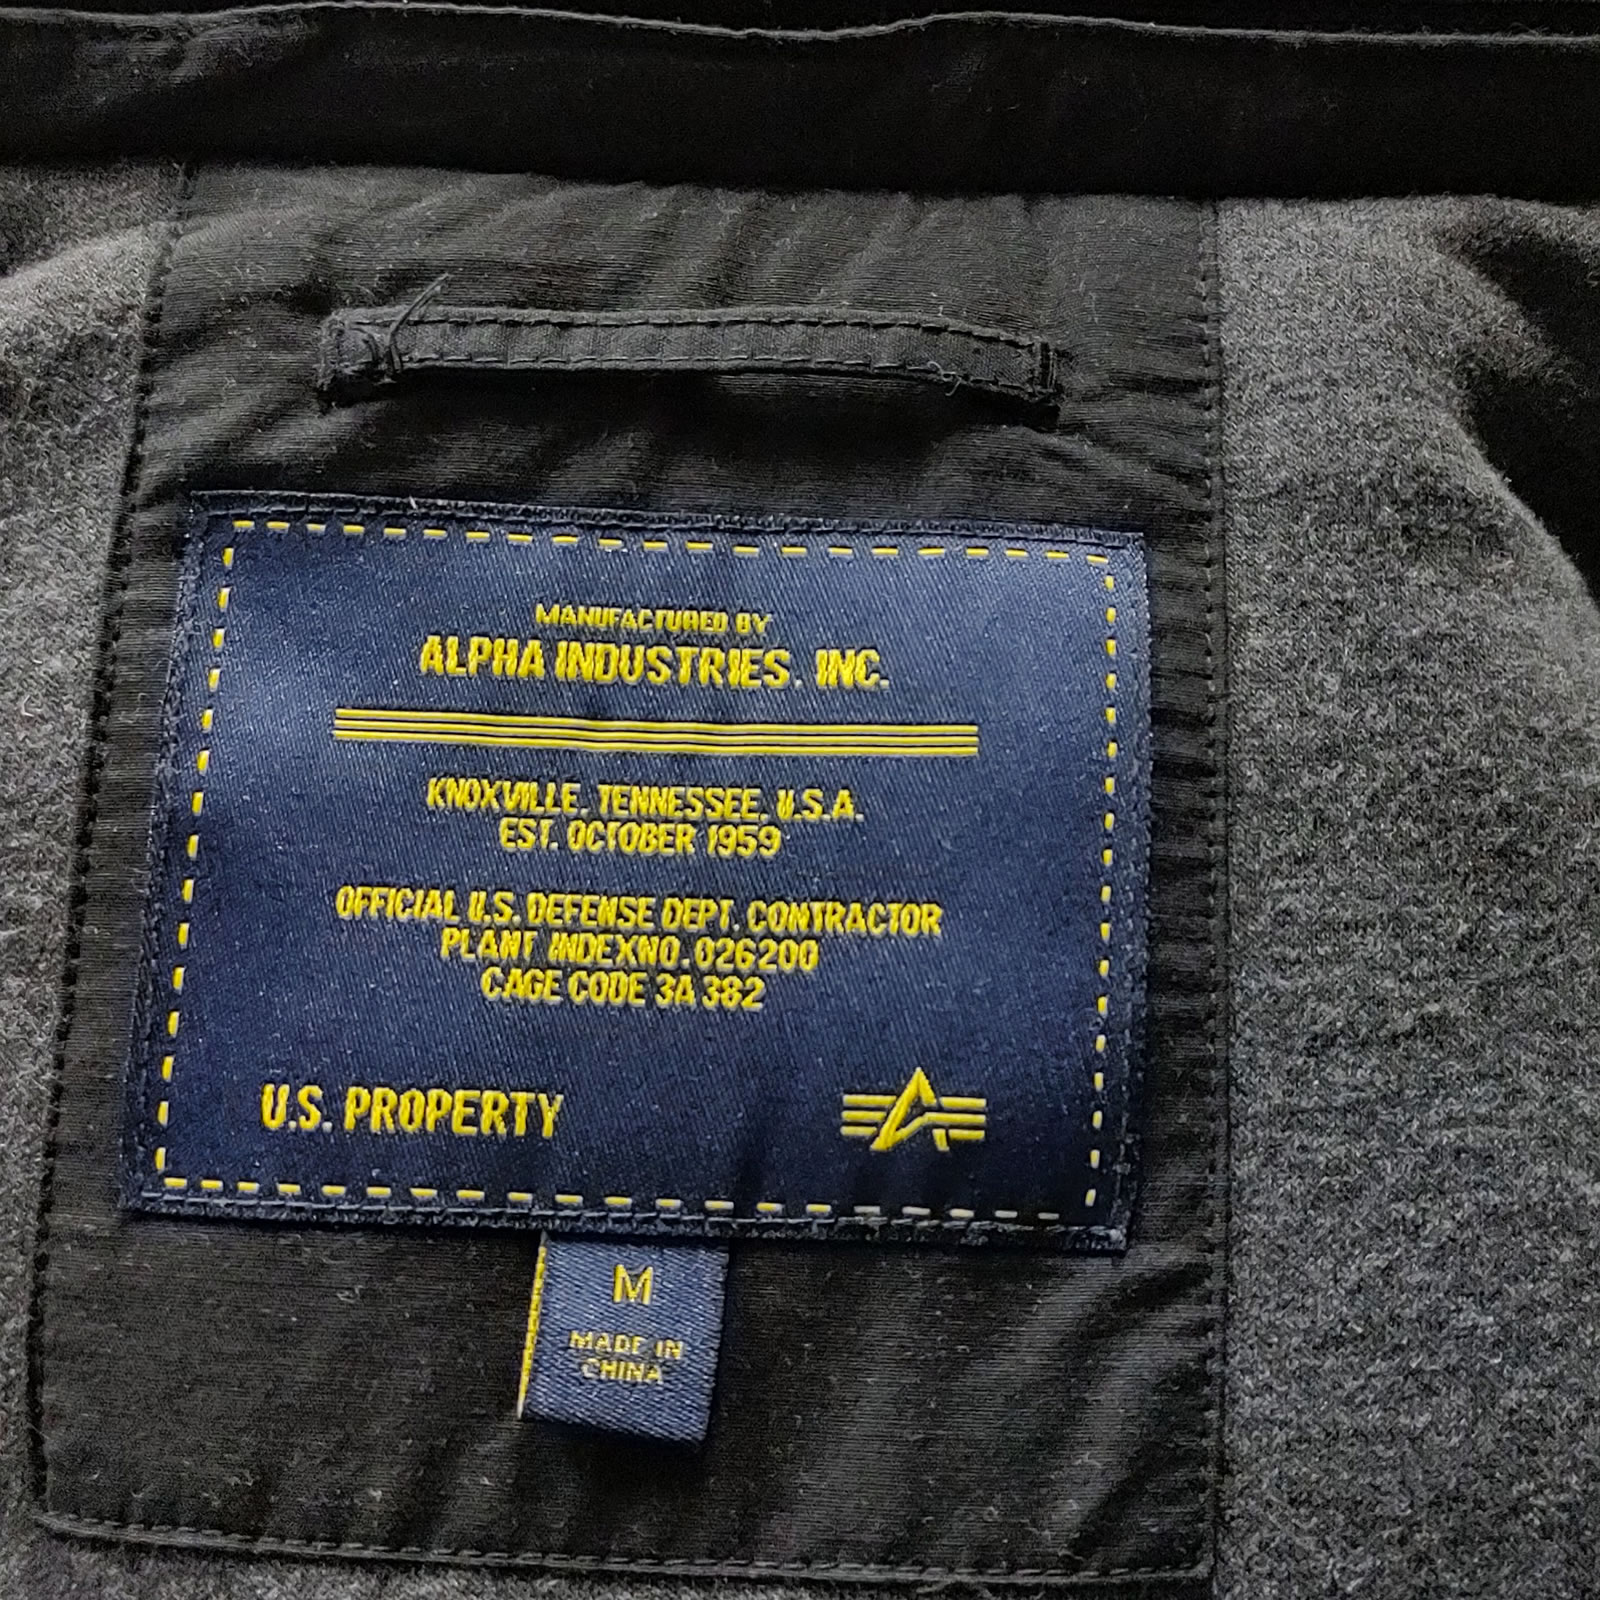 MANUFACTURED BY
ALPHA INDUSTRIES, INC.
KNOXVILLE, TENNESSEE, U.S.A.
EST. OCTOBER 1959
OFFICIAL U.S. DEFENSE DEPT. CONTRACTOR
PLANT INDEXNO. 026200
CAGE CODE 3A 382
U.S. PROPERTY
M
MADE IN
CHINA